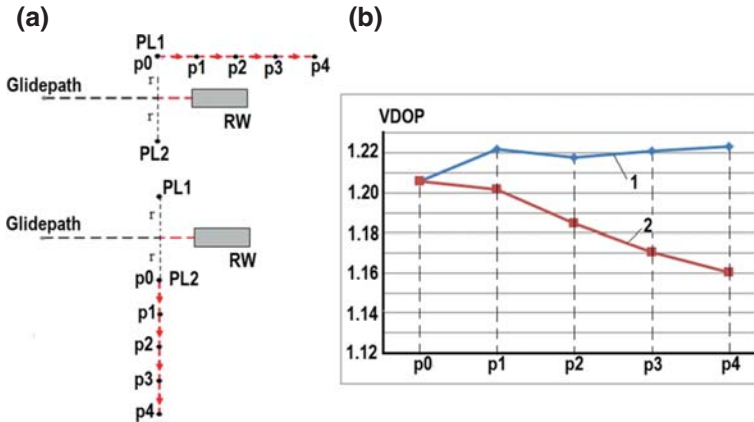 (a)
PL1
p0 p1 p2 p3 p4
r
Glidepath
r
RW
PL2
PL1
r
Glidepath
r
RW
p0 PL2
p1
p2
p3
p4
(b)
VDOP
1.22
1.20
1.18
1.16
1.14
1.12
1
2
p0 p1 p2 p3 p4